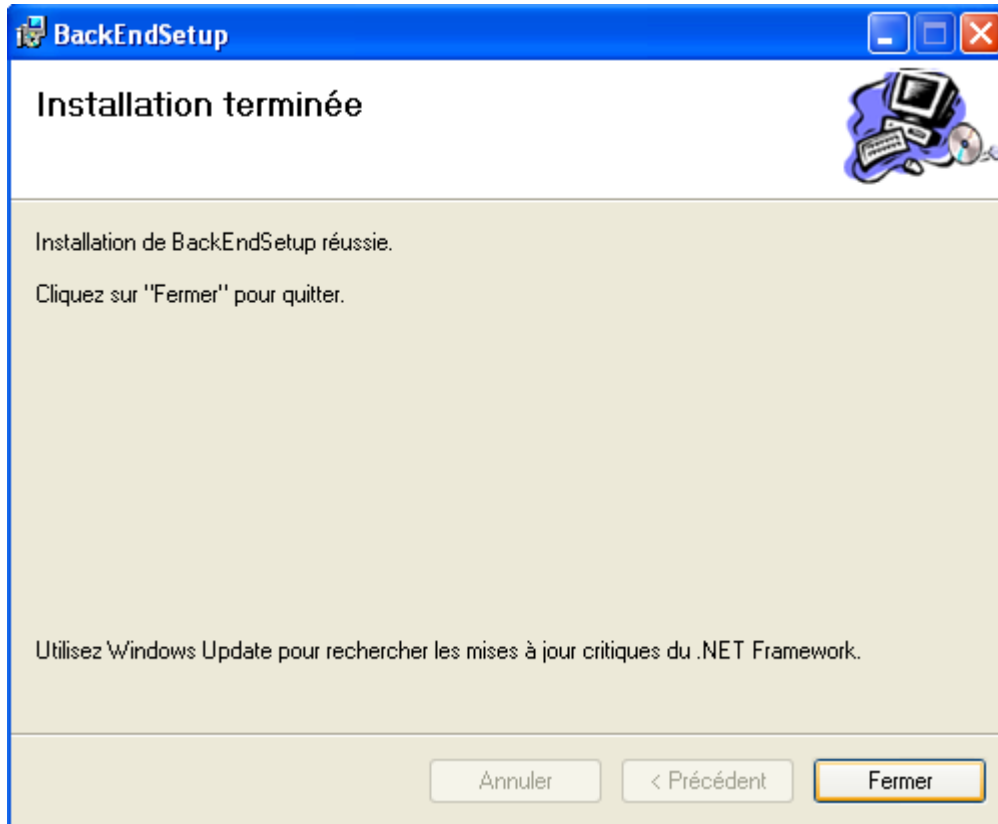 BackEndSetup
Installation terminée
Installation de BackEndSetup réussie.
Cliquez sur "Fermer" pour quitter.
Utilisez Windows Update pour rechercher les mises à jour critiques du .NET Framework.
Annuler
< Précédent
Fermer